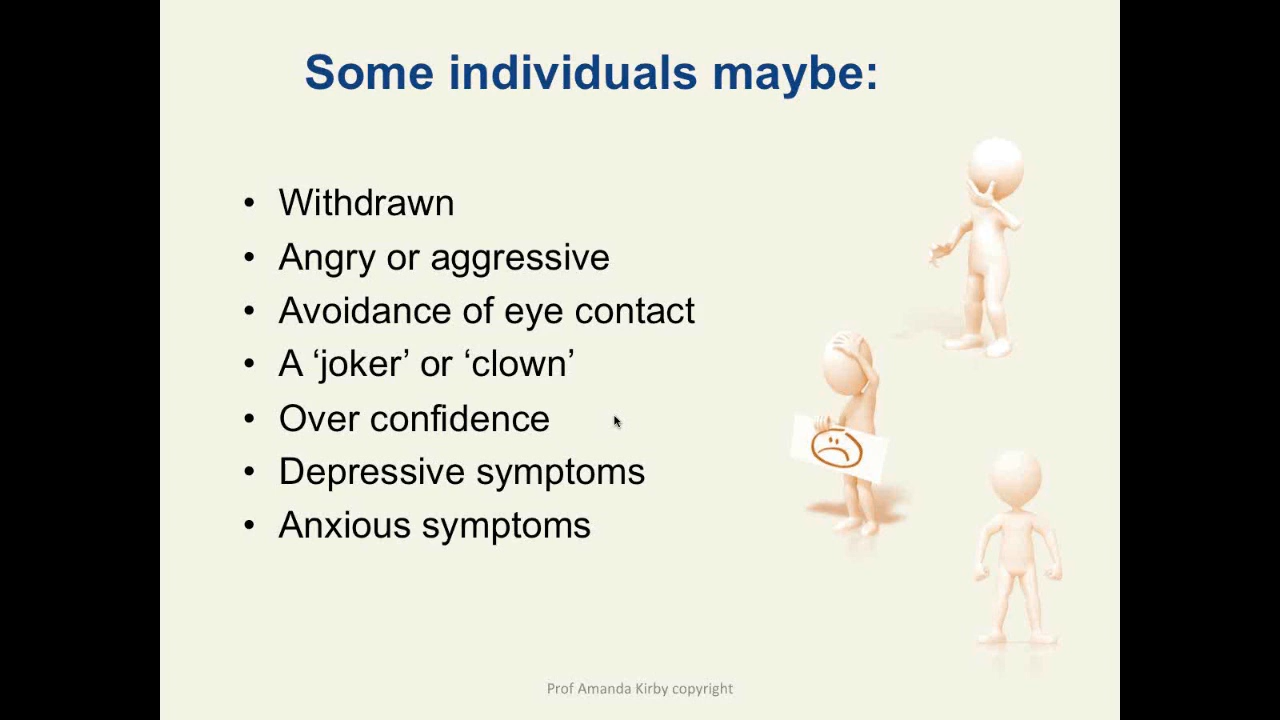 Some individuals maybe:
• Withdrawn
• Angry or aggressive
• Avoidance of eye contact
• A ‘joker’ or ‘clown’
• Over confidence
• Depressive symptoms
• Anxious symptoms
Prof Amanda Kirby copyright